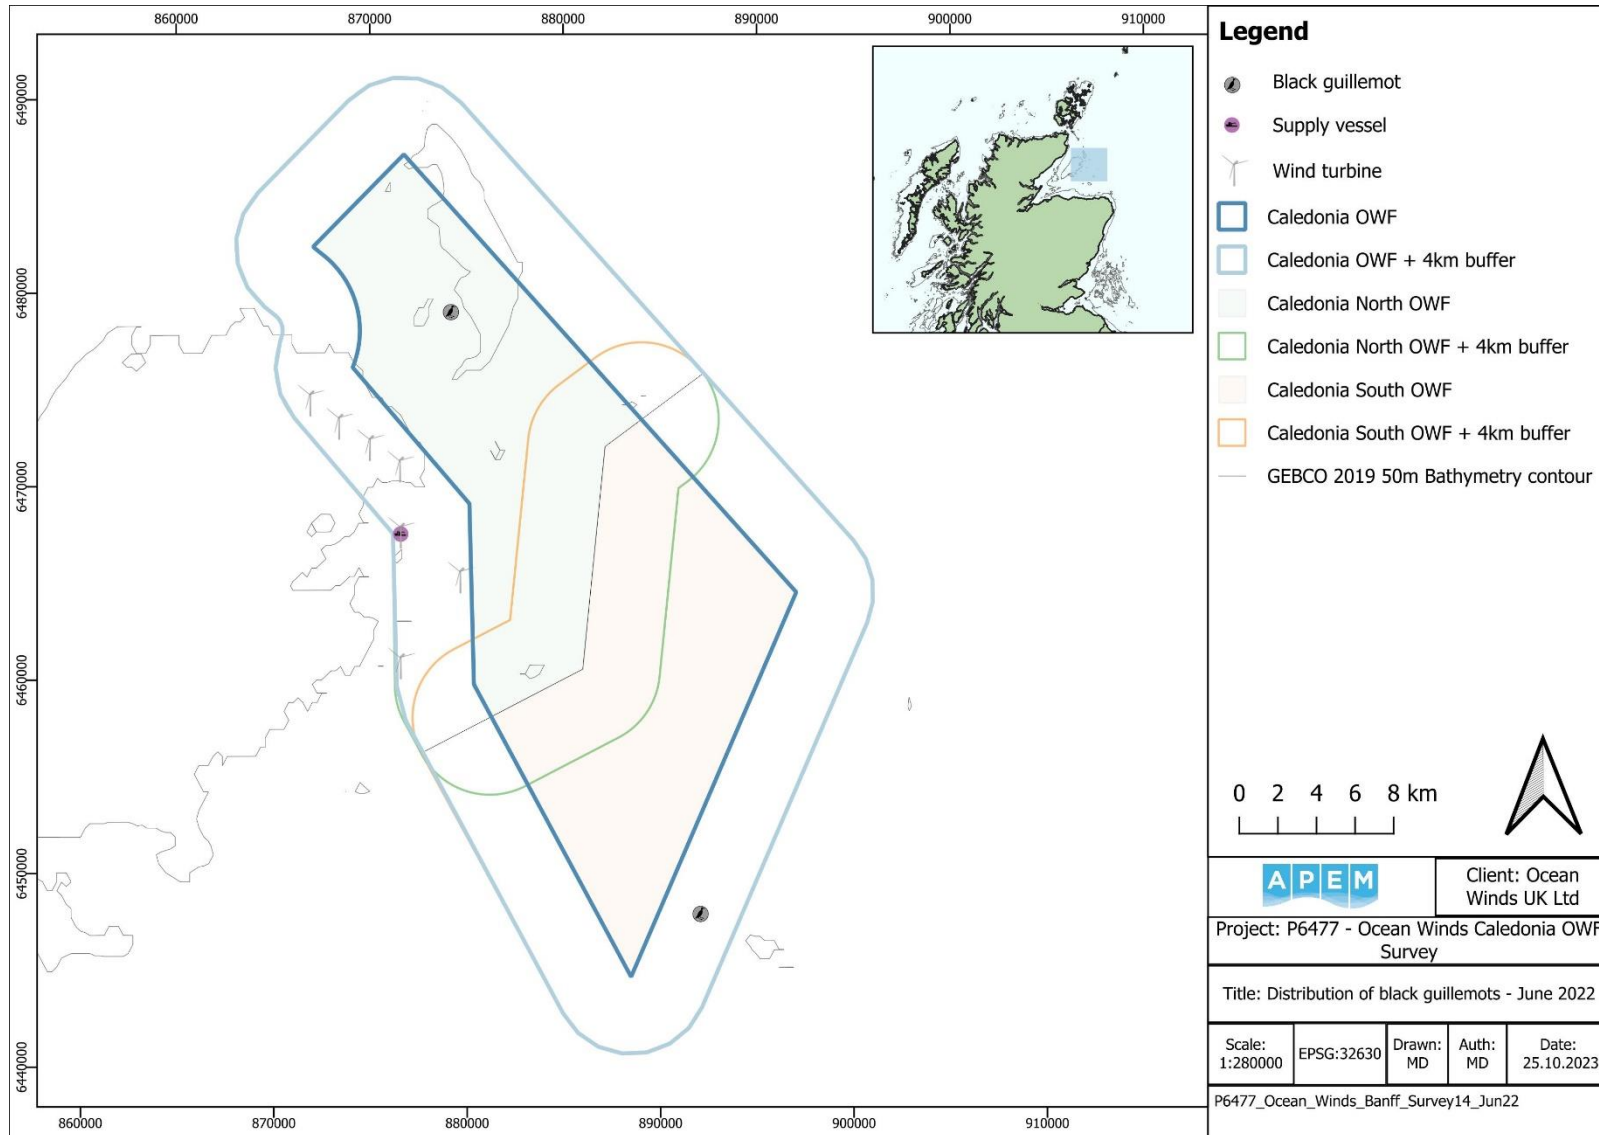 860000 870000 880000 890000 900000 910000
6490000
6480000
6470000
6460000
6450000
6440000
860000 870000 880000 890000 900000 910000
Legend
Black guillemot
Supply vessel
Wind turbine
Caledonia OWF
Caledonia OWF + 4km buffer
Caledonia North OWF
Caledonia North OWF + 4km buffer
Caledonia South OWF
Caledonia South OWF + 4km buffer
GEBCO 2019 50m Bathymetry contour
0 2 4 6 8 km
APEM
Client: Ocean
Winds UK Ltd
Project: P6477 - Ocean Winds Caledonia OWF
Survey
Title: Distribution of black guillemots - June 2022
Scale:
1:280000
EPSG:32630
Drawn:
MD
Auth:
MD
Date:
25.10.2023
P6477_Ocean_Winds_Banff_Survey14_Jun22